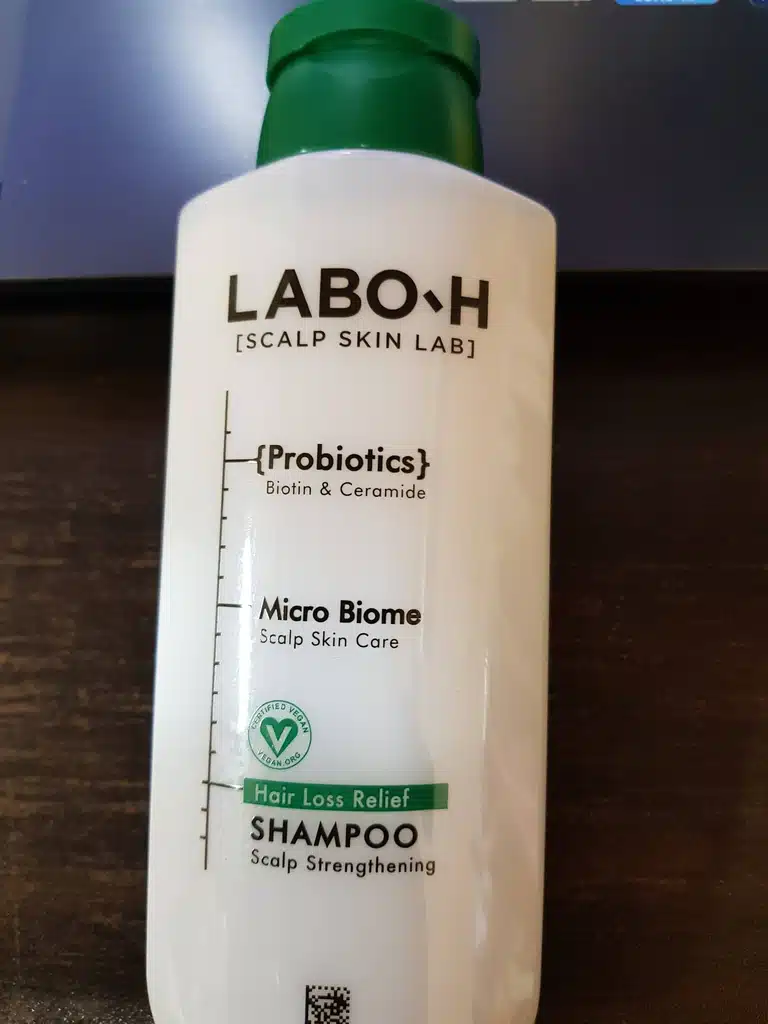 LABO-H
[SCALP SKIN LAB]
{Probiotics}
Biotin & Ceramide
Micro Biome
Scalp Skin Care
CERTIFIED VEGAN
V
VEGAN.ORG
Hair Loss Relief
SHAMPOO
Scalp Strengthening